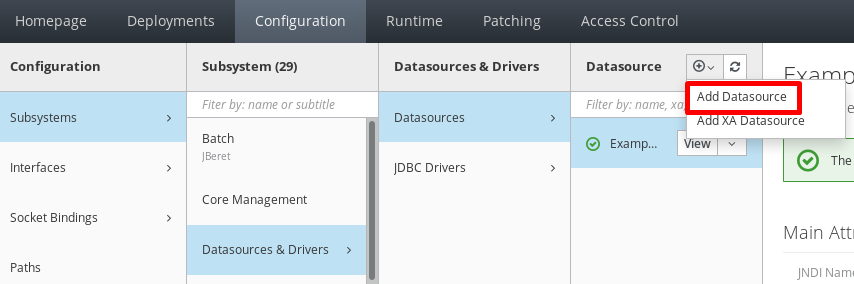 Homepage Deployments Configuration Runtime Patching Access Control
Configuration Subsystem (29) Datasources & Drivers Datasource
Fiter by: name or subtitle Filter by: name, xa,
Subsystems
Interfaces
Socket Bindings
Paths
Batch
JBeret
Core Management
Datasources & Drivers
Datasources
JDBC Drivers
Add Datasource
Add XA Datasource
Examp... View
Examp
The
Main Attr
JNDI Name